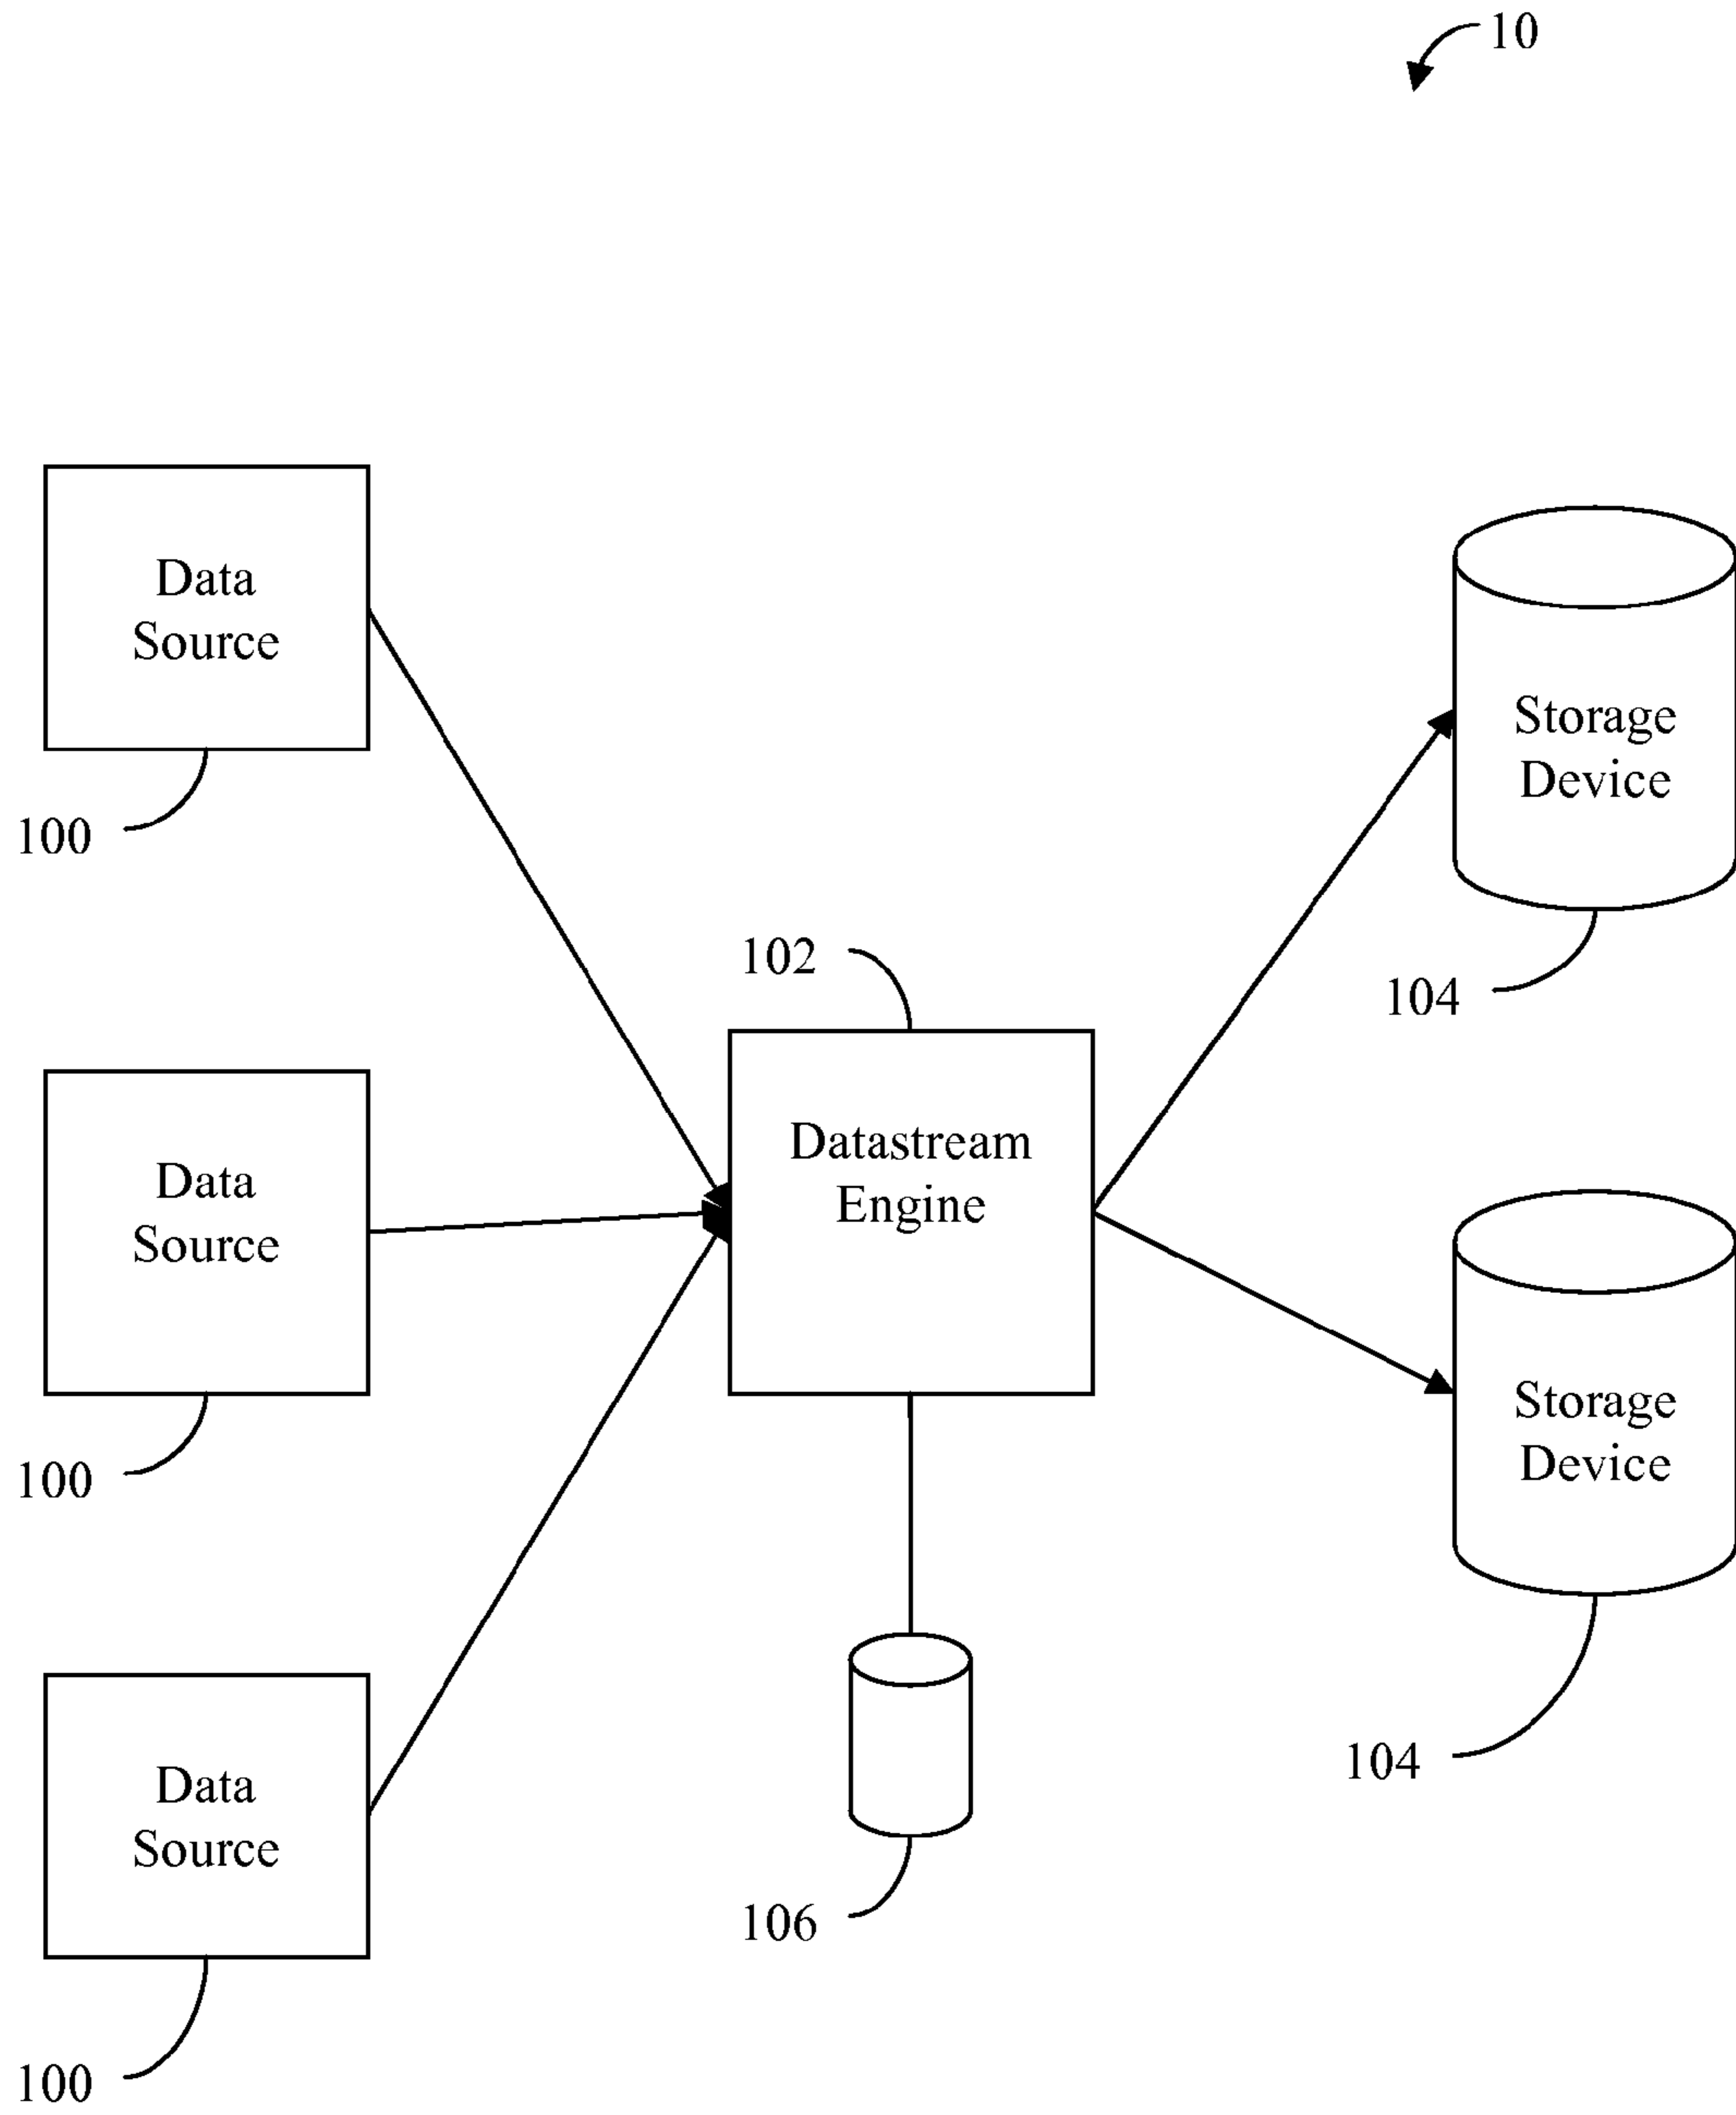 10
Data
Source
100
Storage
Device
104
102
Datastream
Engine
Data
Source
100
Storage
Device
104
106
Data
Source
100